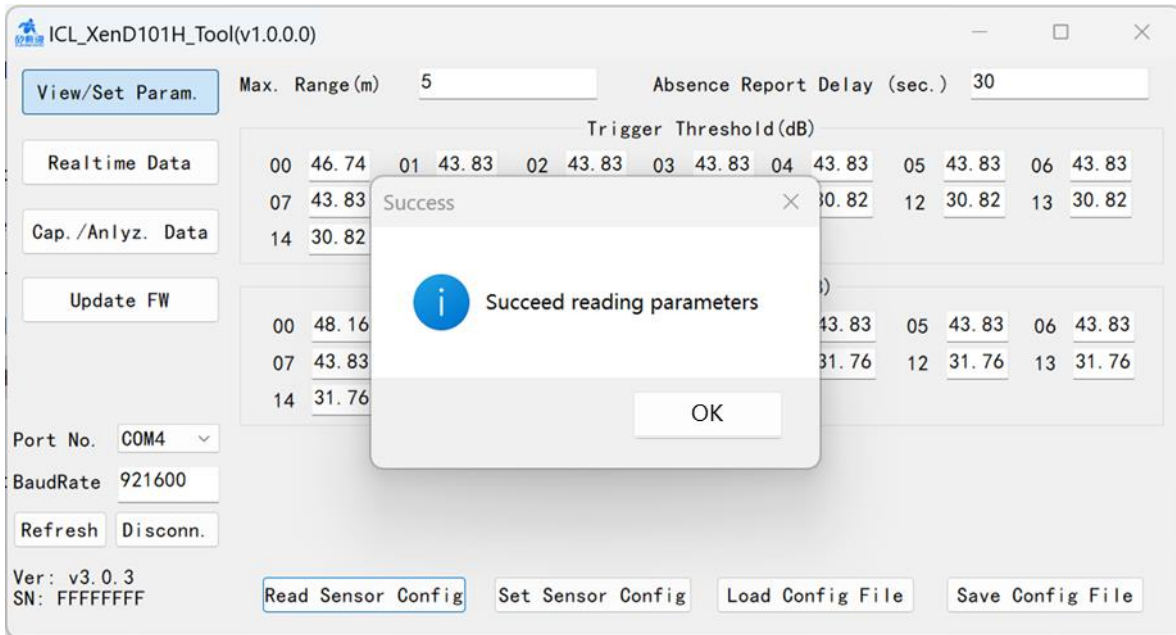 ICL_XenD101H_Tool(v1.0.0.0)
View/Set Param. Max. Range(m) 5 Absence Report Delay (sec.) 30
Trigger Threshold(dB)
Realtime Data 00 46.74 01 43.83 02 43.83 03 43.83 04 43.83 05 43.83 06 43.83
07 43.83 Success 30.82 12 30.82 13 30.82
Cap./Anlyz. Data 14 30.82
Update FW
Succeed reading parameters
00 48.16 43.83 05 43.83 06 43.83
07 43.83 31.76 12 31.76 13 31.76
14 31.76 OK
Port No. COM4
BaudRate 921600
Refresh Disconn.
Ver: v3.0.3
SN: FFFFFFFF
Read Sensor Config Set Sensor Config Load Config File Save Config File